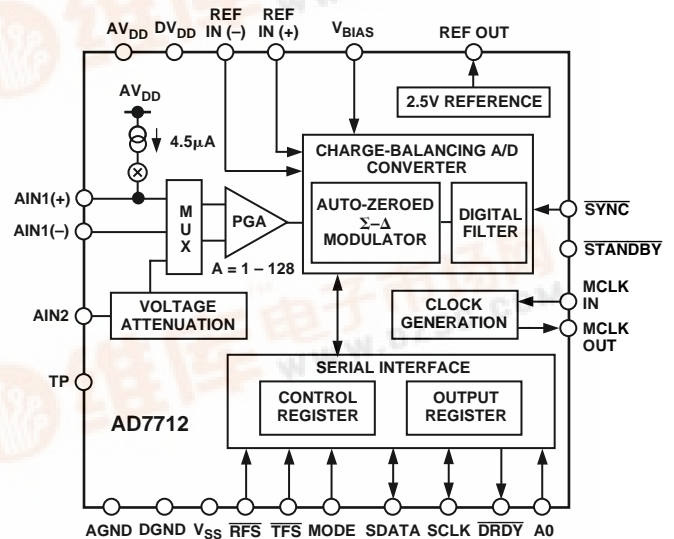 AVDD DVDD REF IN (–) REF IN (+) VBIAS REF OUT
AVDD
4.5μA
2.5V REFERENCE
CHARGE-BALANCING A/D
CONVERTER
AUTO-ZEROED
Σ–Δ
MODULATOR
DIGITAL
FILTER
AIN1(+)
AIN1(–)
MUX
PGA
A = 1 – 128
SYNC
STANDBY
AIN2
VOLTAGE
ATTENUATION
CLOCK
GENERATION
MCLK
IN
MCLK
OUT
TP
SERIAL INTERFACE
CONTROL
REGISTER
OUTPUT
REGISTER
AD7712
AGND DGND VSS RFS TFS MODE SDATA SCLK DRDY A0